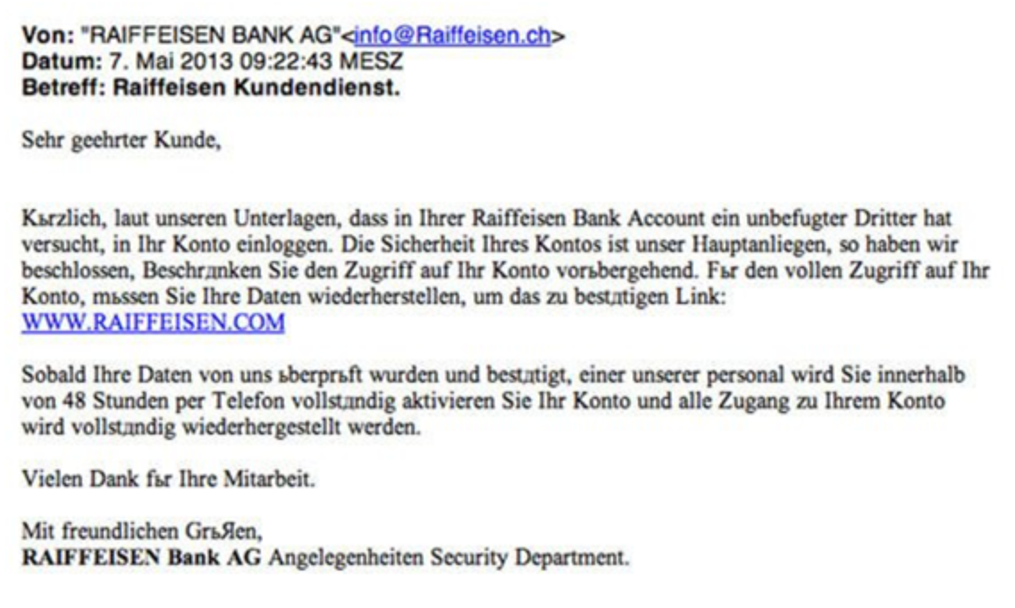 Von: "RAIFFEISEN BANK AG"<info@Raiffeisen.ch>
Datum: 7. Mai 2013 09:22:43 MESZ
Betreff: Raiffeisen Kundendienst.
Sehr geehrter Kunde,
Kьrzlich, laut unseren Unterlagen, dass in Ihrer Raiffeisen Bank Account ein unbefugter Dritter hat
versucht, in Ihr Konto einloggen. Die Sicherheit Ihres Kontos ist unser Hauptanliegen, so haben wir
beschlossen, Beschrдnken Sie den Zugriff auf Ihr Konto vorьbergehend. Fьr den vollen Zugriff auf Ihr
Konto, mьssen Sie Ihre Daten wiederherstellen, um das zu bestдtigen Link:
WWW.RAIFFEISEN.COM
Sobald Ihre Daten von uns ьberprьft wurden und bestдtigt, einer unserer personal wird Sie innerhalb
von 48 Stunden per Telefon vollstдndig aktivieren Sie Ihr Konto und alle Zugang zu Ihrem Konto
wird vollstдndig wiederhergestellt werden.
Vielen Dank fьr Ihre Mitarbeit.
Mit freundlichen GrьЯen,
RAIFFEISEN Bank AG Angelegenheiten Security Department.